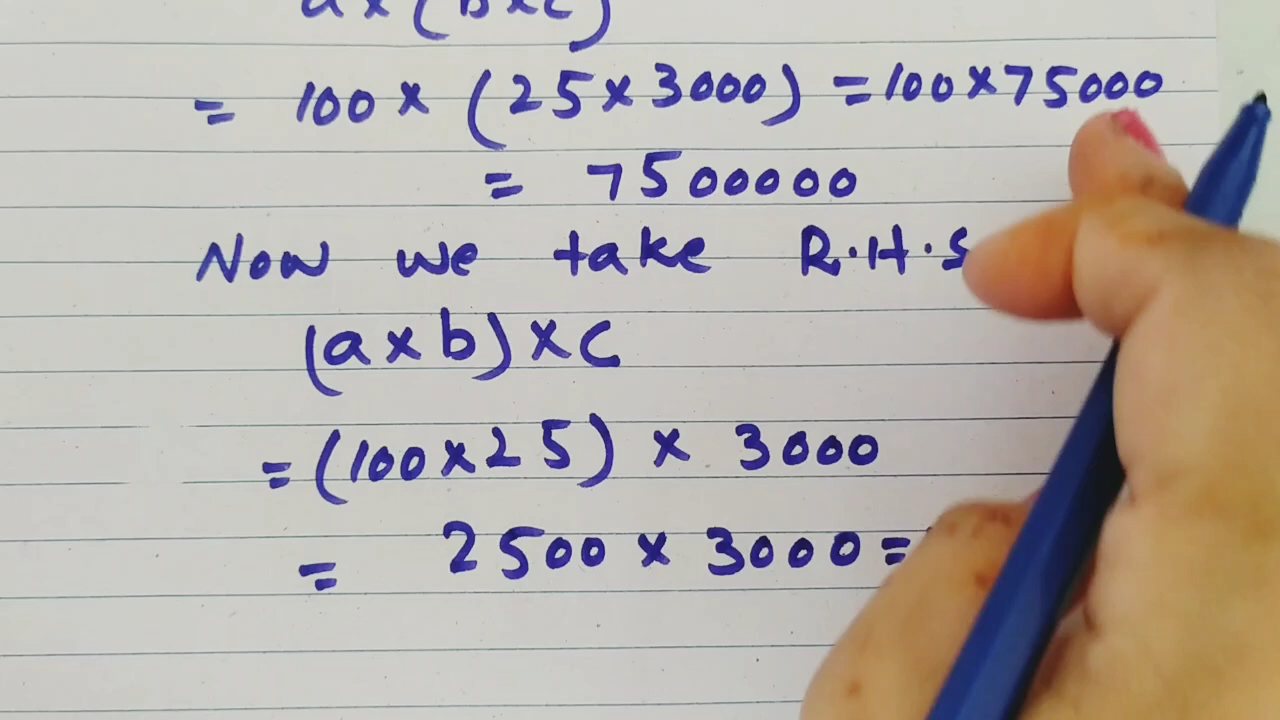 a × (b × c)
= 100 × (25 × 3000) = 100 × 75000
= 7500000
Now we take R.H.S
(a × b) × c
= (100 × 25) × 3000
= 2500 × 3000 =